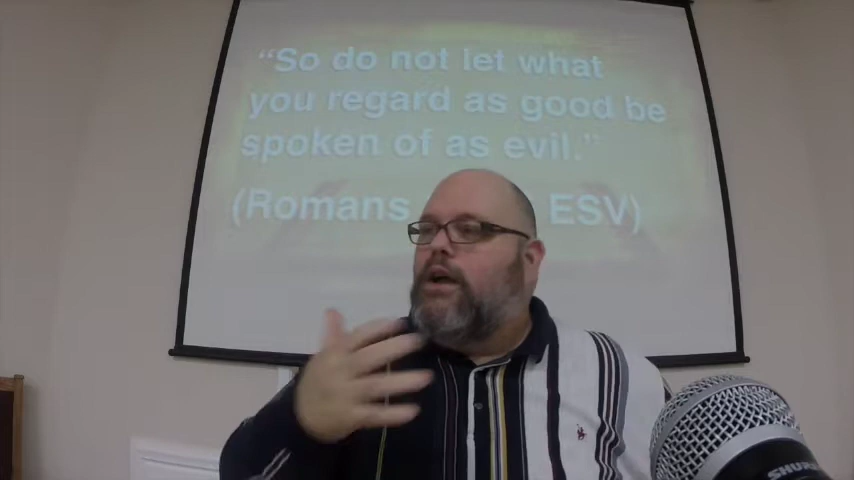 “So do not let what
you regard as good be
spoken of as evil.”
(Romans ESV)
SHURE